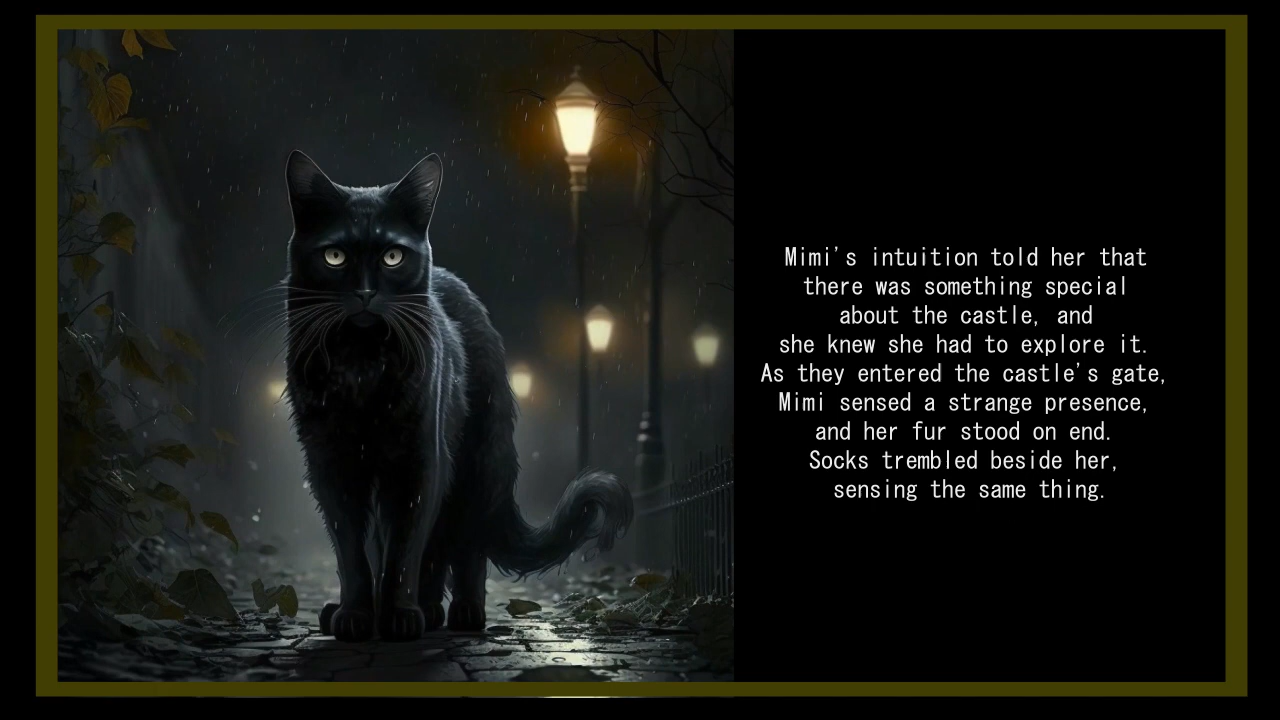 Mimi's intuition told her that
there was something special
about the castle, and
she knew she had to explore it.
As they entered the castle's gate,
Mimi sensed a strange presence,
and her fur stood on end.
Socks trembled beside her,
sensing the same thing.